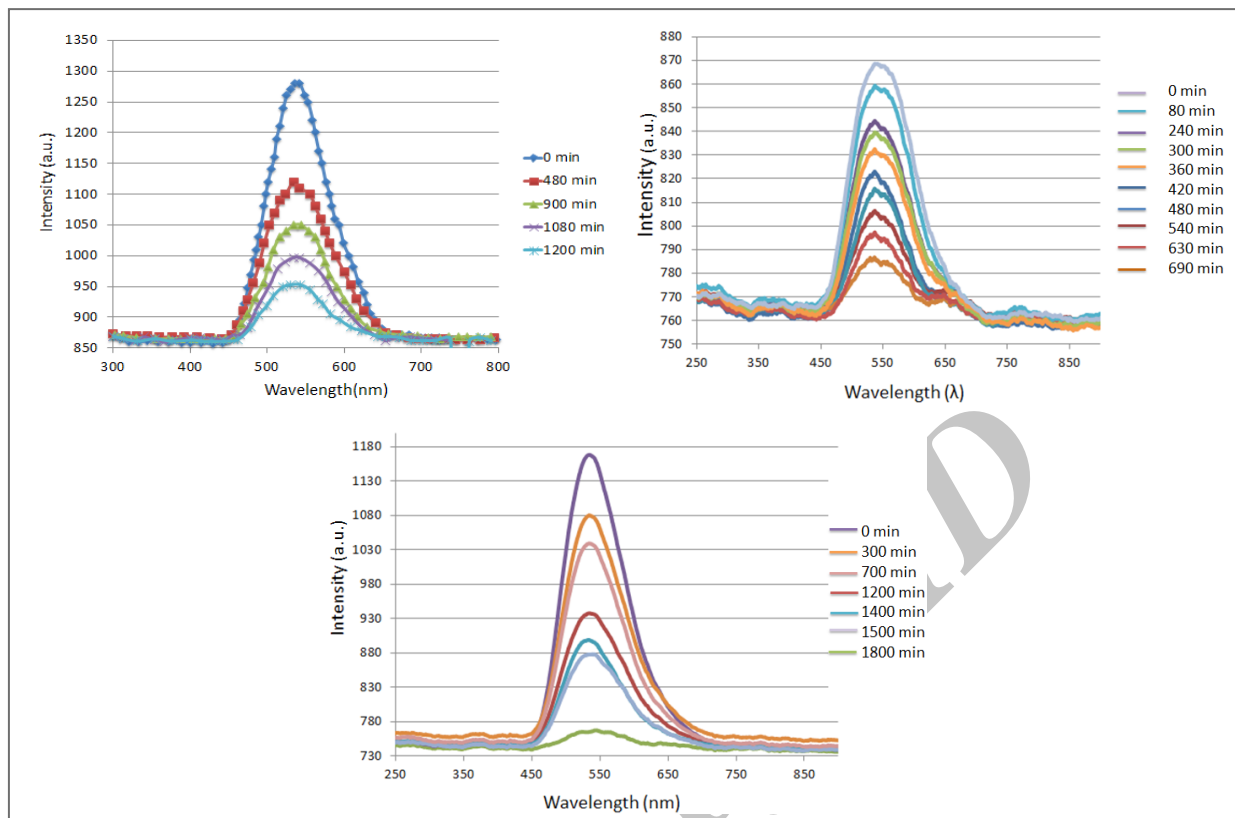 1350
1300
1250
1200
1150
1100
1050
1000
950
900
850
Intensity (a.u.)
300 400 500 600 700 800
Wavelength(nm)
0 min
480 min
900 min
1080 min
1200 min
880
870
860
850
840
830
820
810
800
790
780
770
760
750
Intensity (a.u.)
250 350 450 550 650 750 850
Wavelength (λ)
0 min
80 min
240 min
300 min
360 min
420 min
480 min
540 min
630 min
690 min
1180
1130
1080
1030
980
930
880
830
780
730
Intensity (a.u.)
250 350 450 550 650 750 850
Wavelength (nm)
0 min
300 min
700 min
1200 min
1400 min
1500 min
1800 min
D